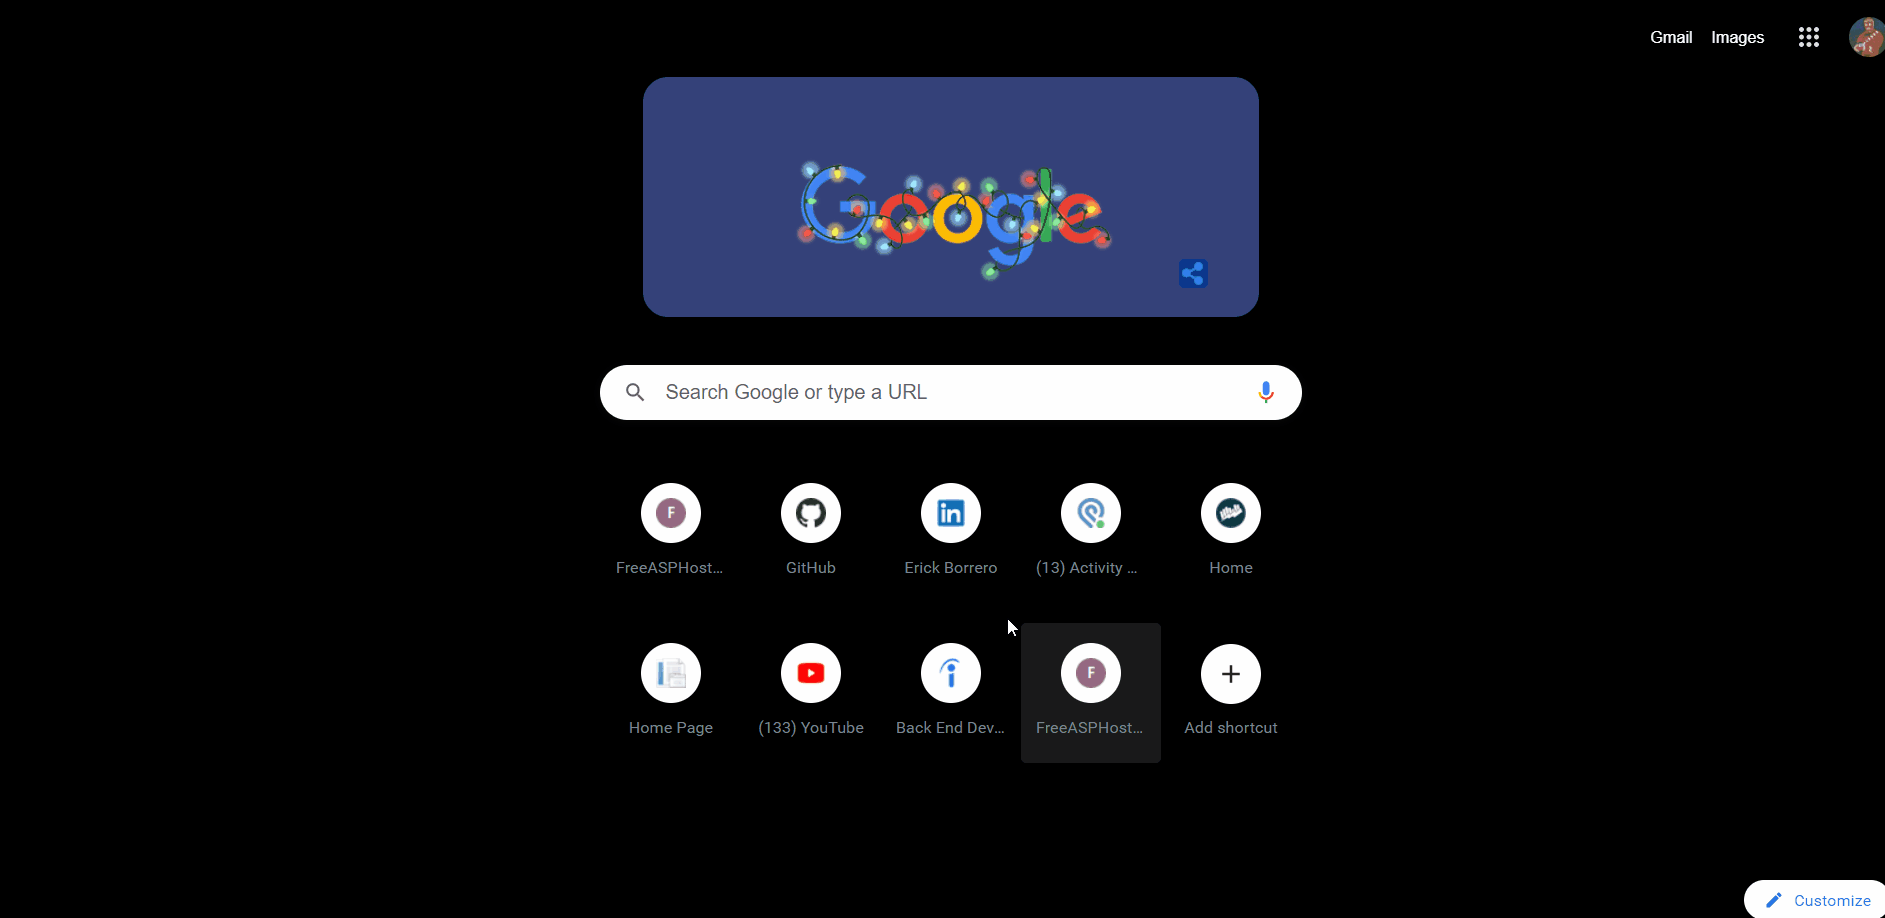 Gmail Images
Google
Search Google or type a URL
F
in
F
FreeASPHost...
GitHub
Erick Borrero
(13) Activity ...
Home
Home Page
(133) YouTube
Back End Dev...
FreeASPHost...
Add shortcut
Customize